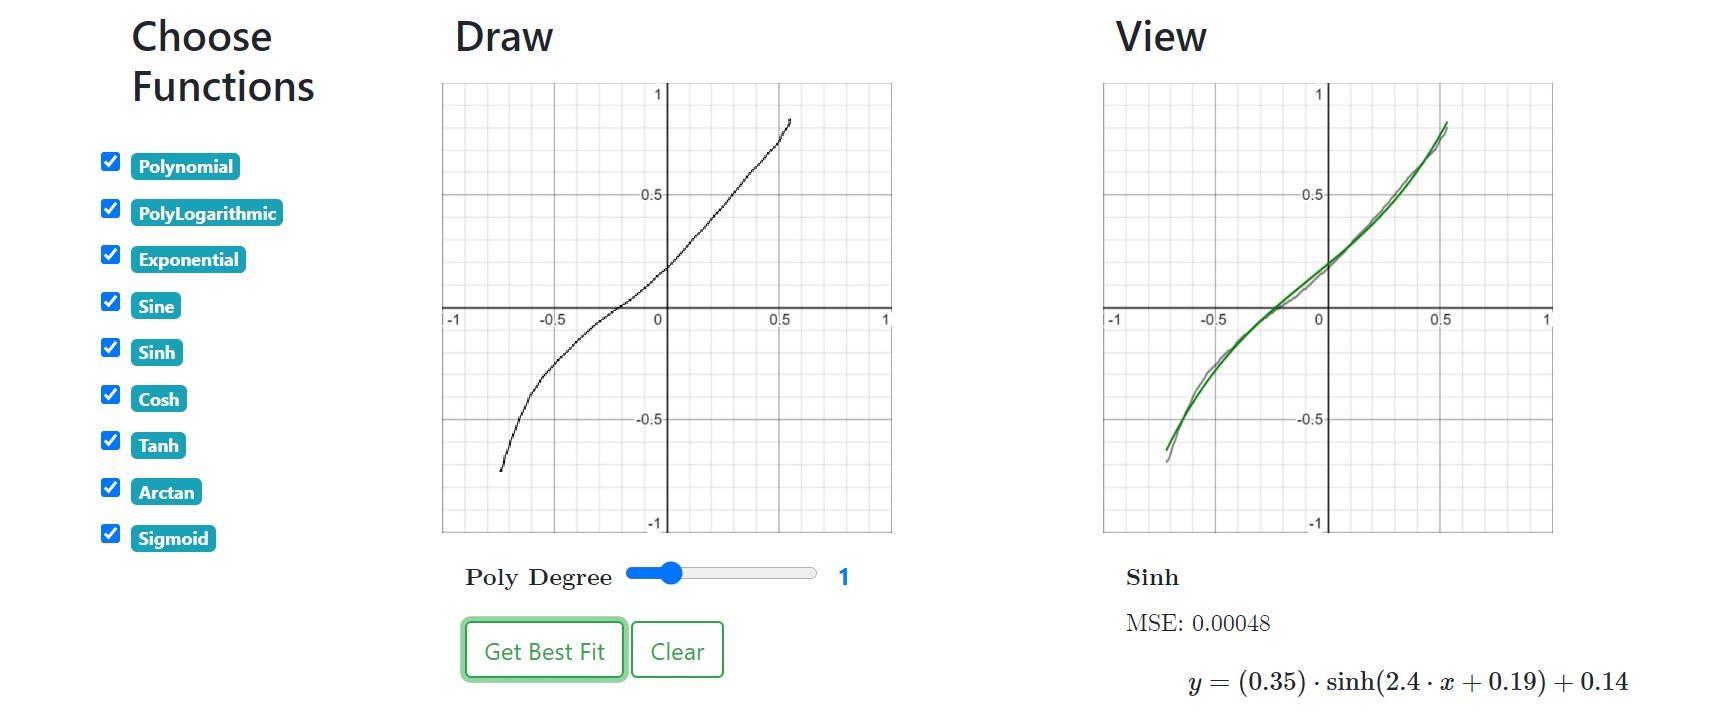 Choose
Functions
Polynomial
PolyLogarithmic
Exponential
Sine
Sinh
Cosh
Tanh
Arctan
Sigmoid
Draw
1
0.5
-1
-0.5
0
0.5
1
-0.5
-1
Poly Degree 1
Get Best Fit Clear
View
1
0.5
-1
-0.5
0
0.5
1
-0.5
-1
Sinh
MSE: 0.00048
y = (0.35) · sinh(2.4 · x + 0.19) + 0.14